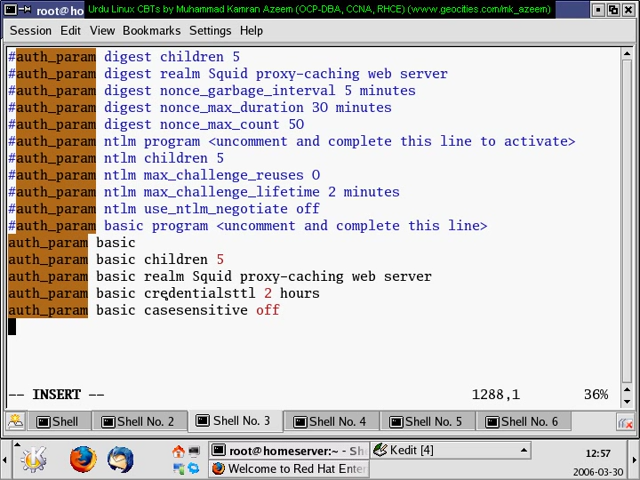 root@ho
Urdu Linux CBTs by Muhammad Kamran Azeem (OCP-DBA, CCNA, RHCE) (www.geocities.com/mk_azeem)
Session Edit View Bookmarks Settings Help
#auth_param digest children 5
#auth_param digest realm Squid proxy-caching web server
#auth_param digest nonce_garbage_interval 5 minutes
#auth_param digest nonce_max_duration 30 minutes
#auth_param digest nonce_max_count 50
#auth_param ntlm program <uncomment and complete this line to activate>
#auth_param ntlm children 5
#auth_param ntlm max_challenge_reuses 0
#auth_param ntlm max_challenge_lifetime 2 minutes
#auth_param ntlm use_ntlm_negotiate off
#auth_param basic program <uncomment and complete this line>
auth_param basic
auth_param basic children 5
auth_param basic realm Squid proxy-caching web server
auth_param basic credentialsttl 2 hours
auth_param basic casesensitive off
-- INSERT -- 1288,1 36%
Shell Shell No. 2 Shell No. 3 Shell No. 4 Shell No. 5 Shell No. 6
root@homeserver:~ - Sh Kedit [4] 12:57
Welcome to Red Hat Enter 2006-03-30